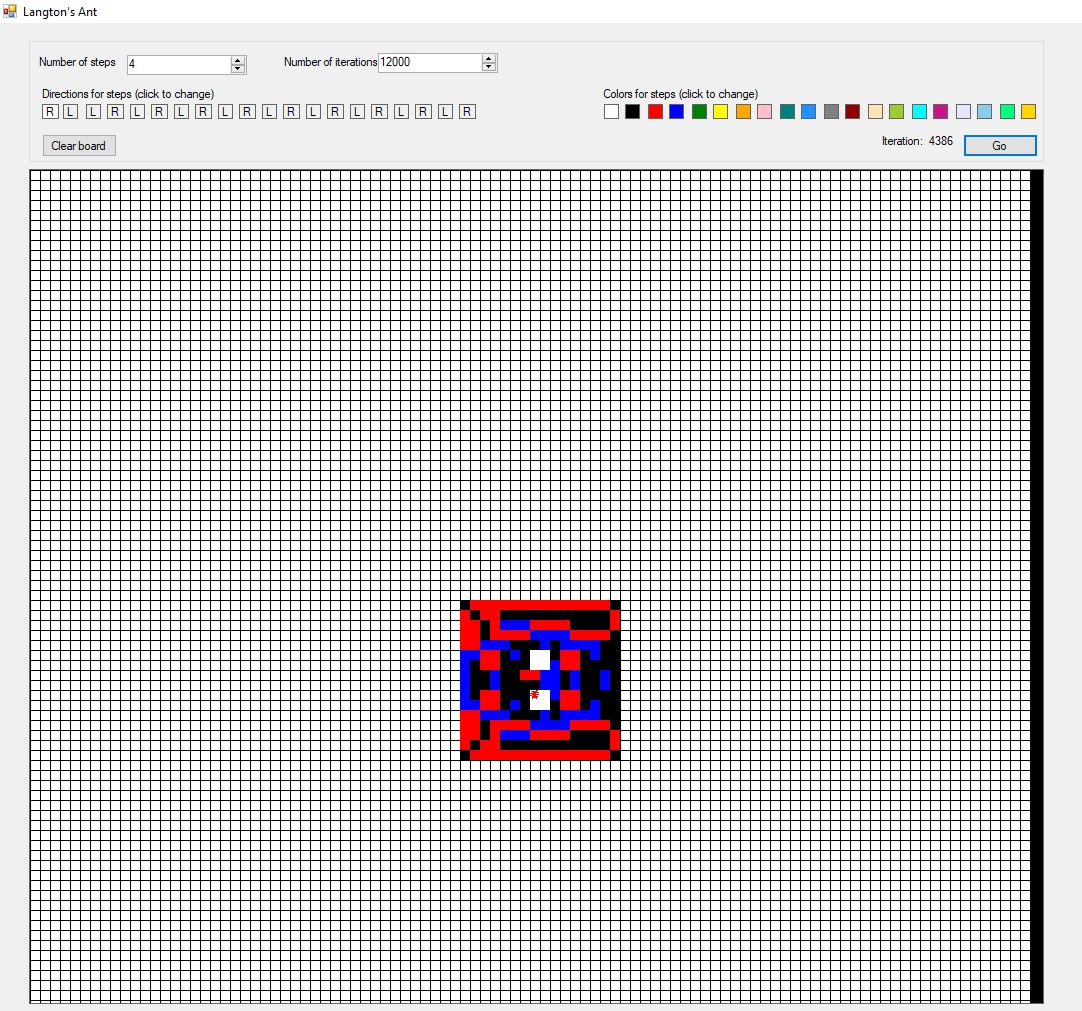 Langton's Ant
Number of steps 4 Number of iterations 12000
Directions for steps (click to change) Colors for steps (click to change)
R L L R L R L R L R L R L R L R L R L R
Clear board Iteration: 4386 Go